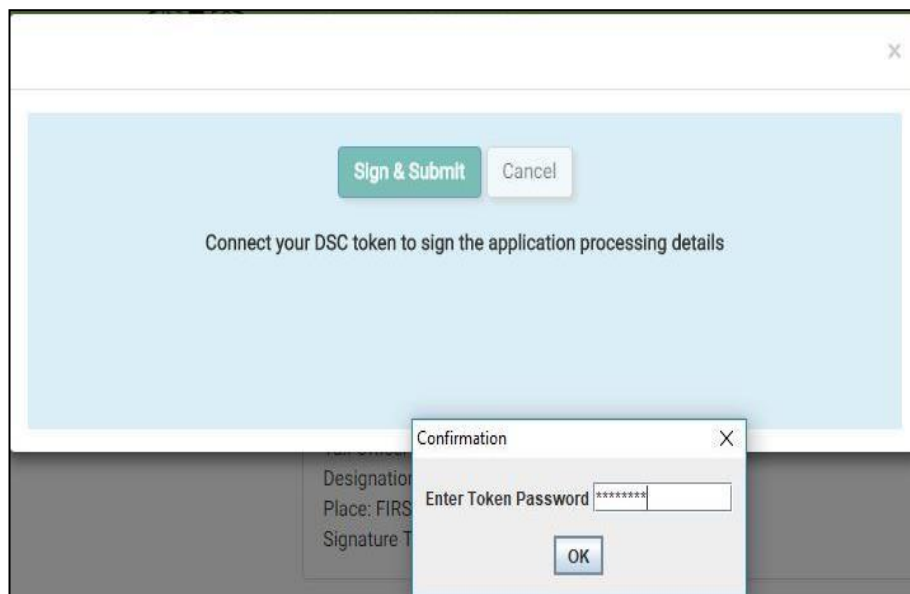 ×
Sign & Submit Cancel
Connect your DSC token to sign the application processing details
Confirmation X
Designation
Place: FIRS
Signature T
Enter Token Password ********
OK